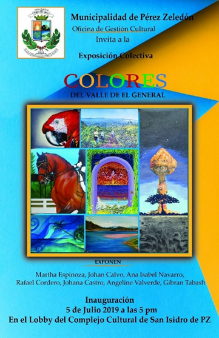 Municipalidad de Pérez Zeledón
Oficina de Gestión Cultural
Invita a la
Exposición Colectiva
COLORES
DEL VALLE DE EL GENERAL
EXPONEN
Martha Espinoza, Johan Calvo, Ana Isabel Navarro,
Rafael Cordero, Johana Castro, Angeline Valverde, Gibran Tabash
Inauguración
5 de Julio 2019 a las 5 pm
En el Lobby del Complejo Cultural de San Isidro de PZ